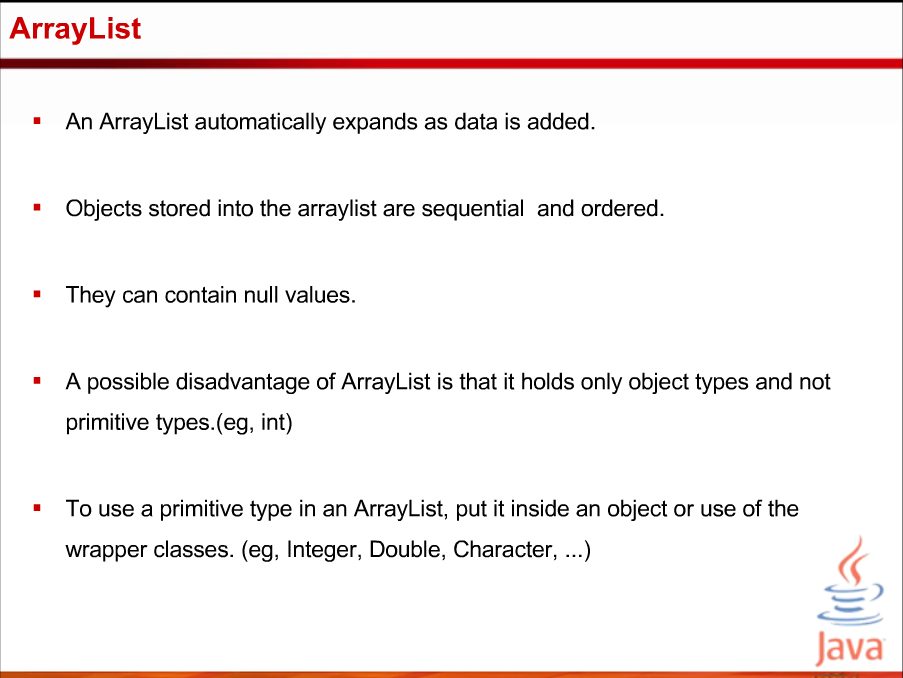 ArrayList
An ArrayList automatically expands as data is added.
Objects stored into the arraylist are sequential  and ordered.
They can contain null values.
A possible disadvantage of ArrayList is that it holds only object types and not
primitive types.(eg, int)
To use a primitive type in an ArrayList, put it inside an object or use of the
wrapper classes. (eg, Integer, Double, Character, ...)
Java